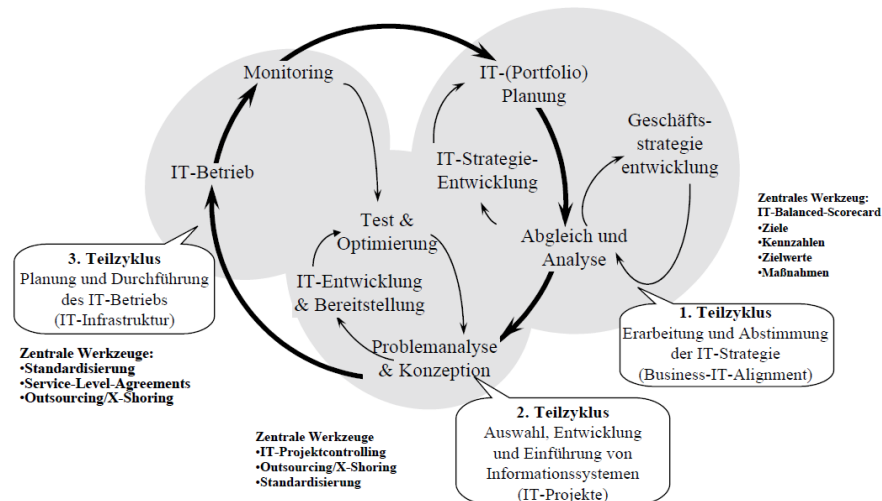 Monitoring
IT-(Portfolio)
Planung
Geschäfts-
strategie
entwicklung
IT-Betrieb
IT-Strategie-
Entwicklung
Zentrales Werkzeug:
IT-Balanced-Scorecard
•Ziele
•Kennzahlen
•Zielwerte
•Maßnahmen
Test &
Optimierung
Abgleich und
Analyse
3. Teilzyklus
Planung und Durchführung
des IT-Betriebs
(IT-Infrastruktur)
IT-Entwicklung
& Bereitstellung
1. Teilzyklus
Erarbeitung und Abstimmung
der IT-Strategie
(Business-IT-Alignment)
Problemanalyse
& Konzeption
Zentrale Werkzeuge:
•Standardisierung
•Service-Level-Agreements
•Outsourcing/X-Shoring
2. Teilzyklus
Auswahl, Entwicklung
und Einführung von
Informationssystemen
(IT-Projekte)
Zentrale Werkzeuge
•IT-Projektcontrolling
•Outsourcing/X-Shoring
•Standardisierung